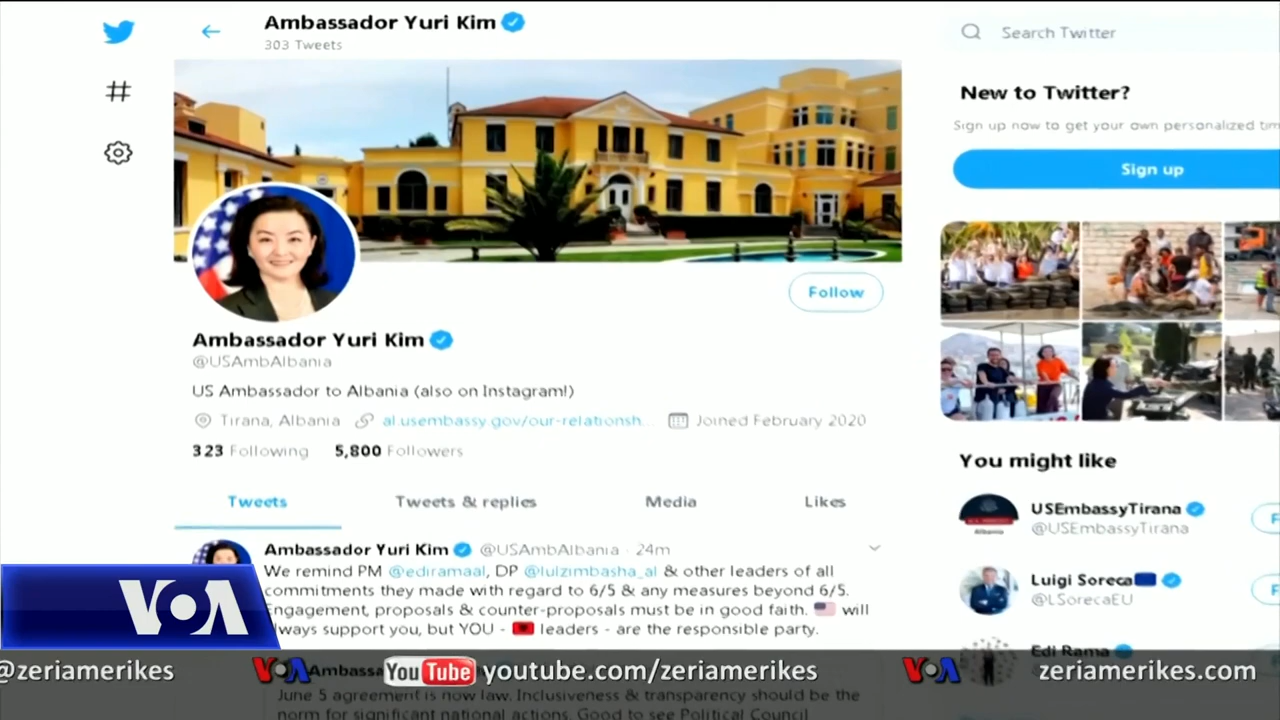 Ambassador Yuri Kim
303 Tweets
Search Twitter
New to Twitter?
Sign up now to get your own personalized
Sign up
Follow
Ambassador Yuri Kim
@USAmbAlbania
US Ambassador to Albania (also on Instagram!)
Tirana, Albania al.usembassy.gov/our-relationsh... Joined February 2020
323 Following 5,800 Followers
Tweets Tweets & replies Media Likes
Ambassador Yuri Kim @USAmbAlbania · 24m
We remind PM @ediramaal, DP @lulzimbasha_al & other leaders of all
commitments they made with regard to 6/5 & any measures beyond 6/5.
Engagement, proposals & counter-proposals must be in good faith. 🇺🇸 will
always support you, but YOU - 🇦🇱 leaders - are the responsible party.
June 5 agreement is now law. Inclusiveness & transparency should be the
norm for significant national actions. Good to see Political Council
You might like
USEmbassyTirana
@USEmbassyTirana
Luigi Soreca
@LSorecaEU
Edi Rama
VOA
@zeriamerikes VOA YouTube youtube.com/zeriamerikes VOA zeriamerikes.com